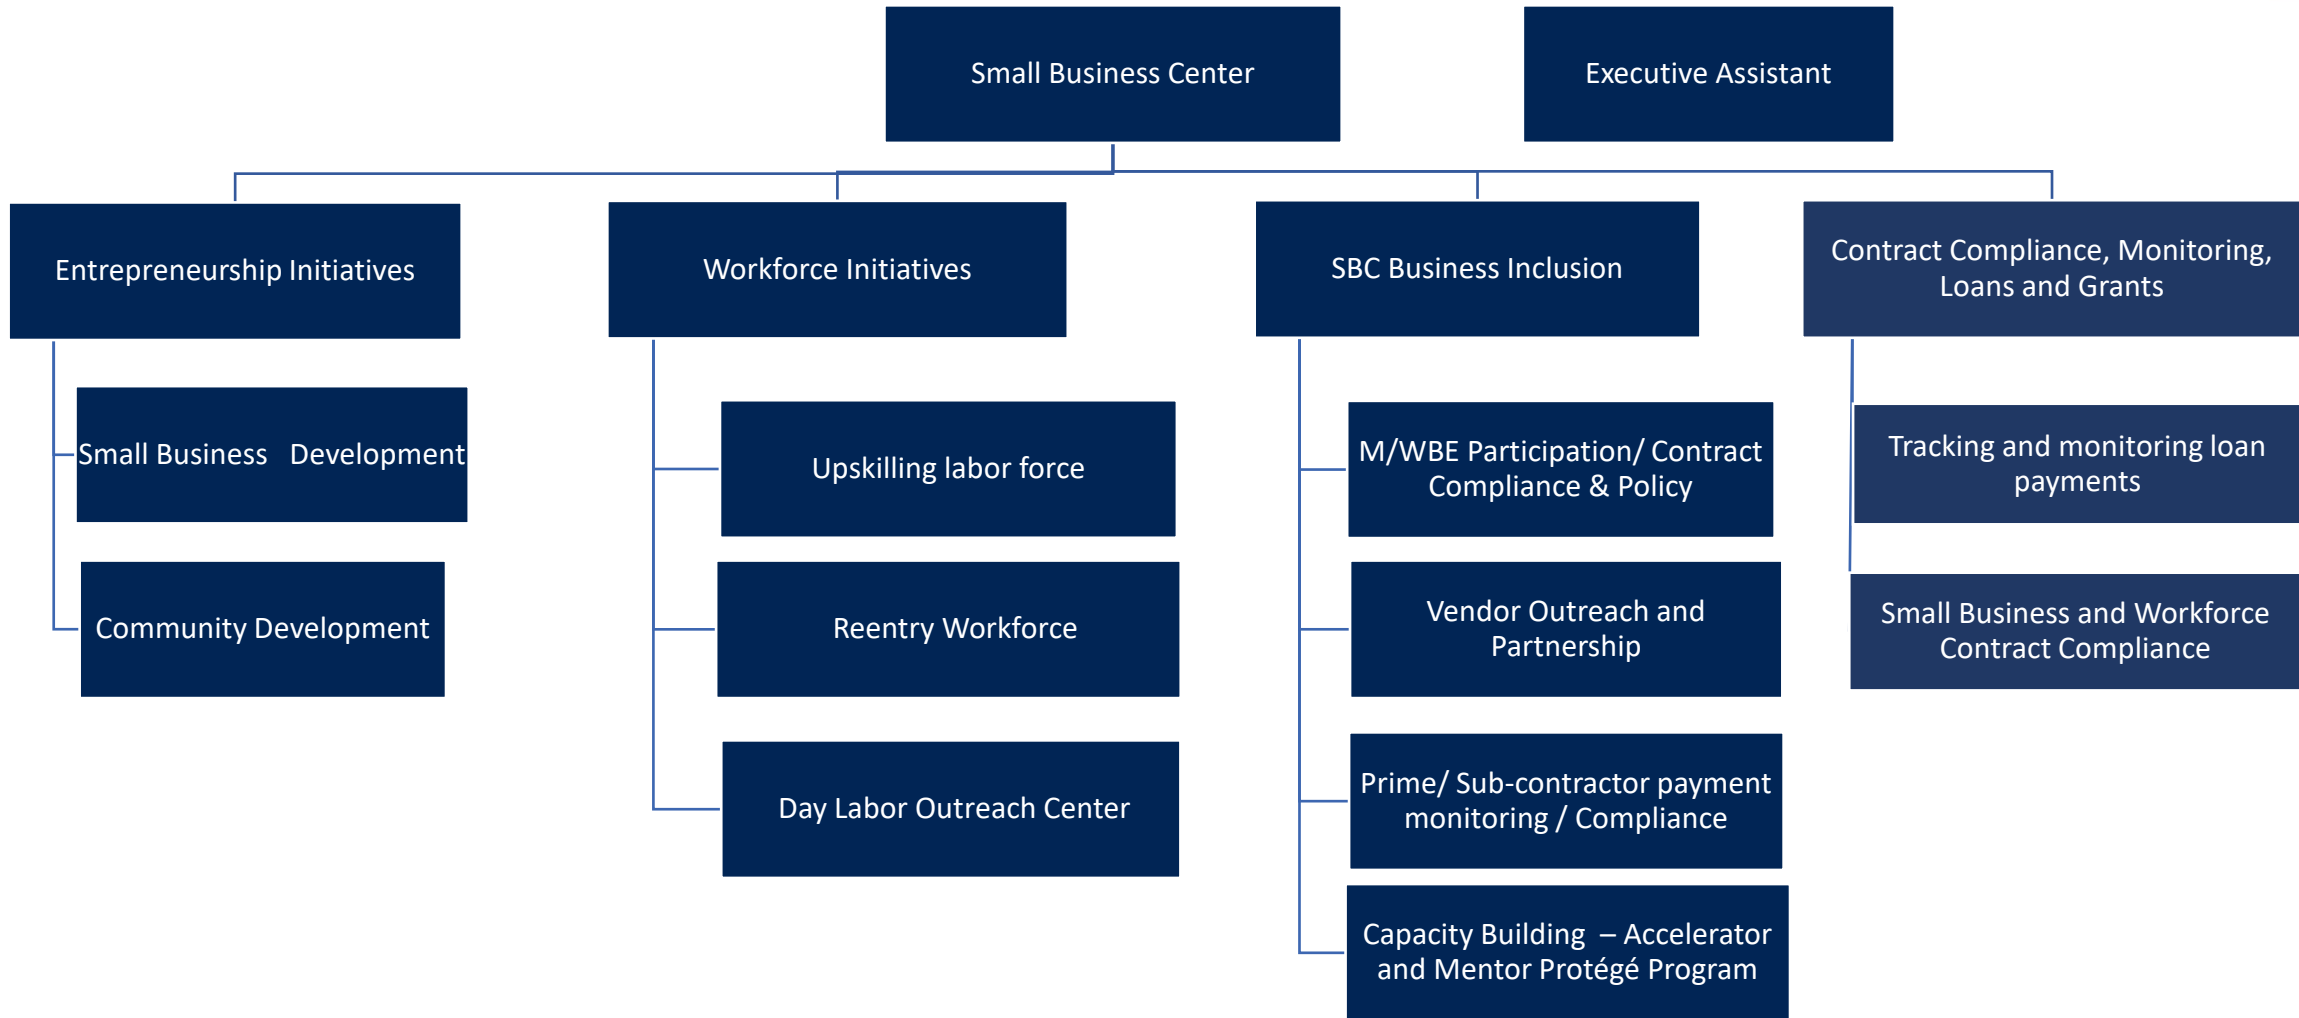 Small Business Center
Executive Assistant
Entrepreneurship Initiatives
Workforce Initiatives
SBC Business Inclusion
Contract Compliance, Monitoring,
Loans and Grants
Small Business   Development
Community Development
Upskilling labor force
Reentry Workforce
Day Labor Outreach Center
M/WBE Participation/ Contract
Compliance & Policy
Vendor Outreach and
Partnership
Prime/ Sub-contractor payment
monitoring / Compliance
Capacity Building  – Accelerator
and Mentor Protégé Program
Tracking and monitoring loan
payments
Small Business and Workforce
Contract Compliance